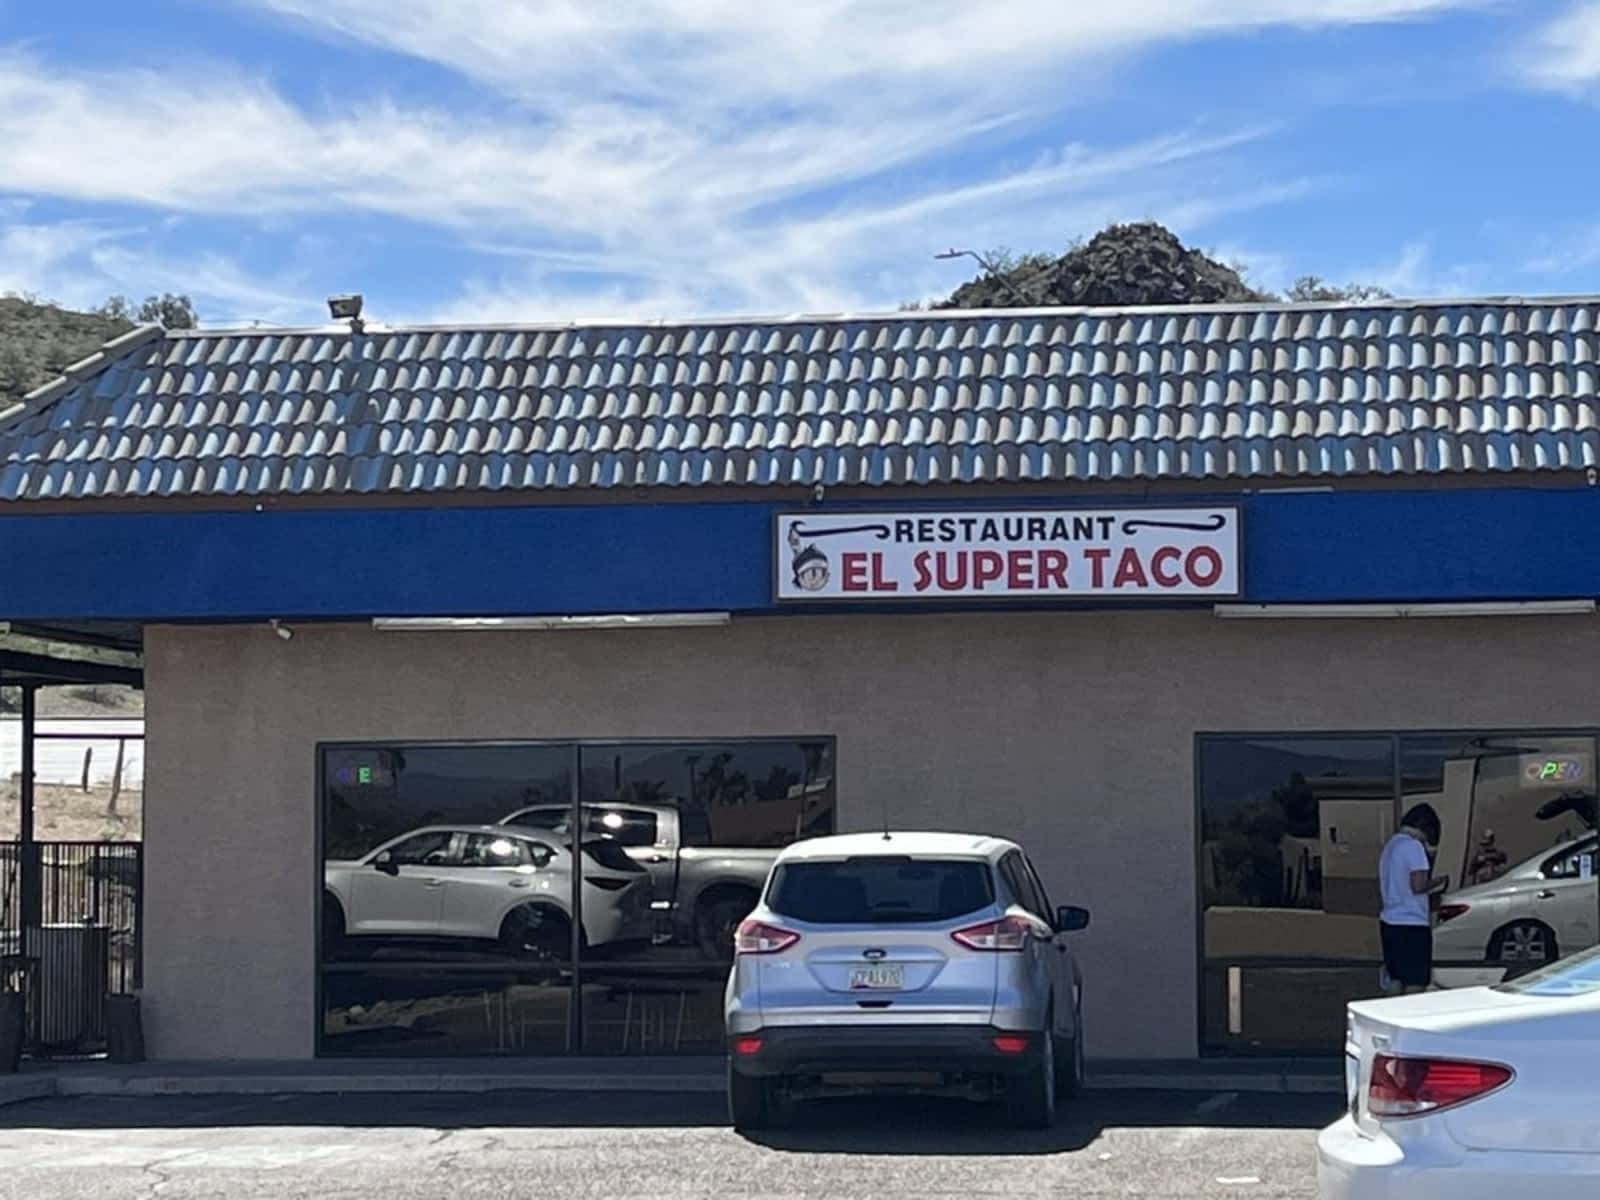 RESTAURANT
EL SUPER TACO
OPEN